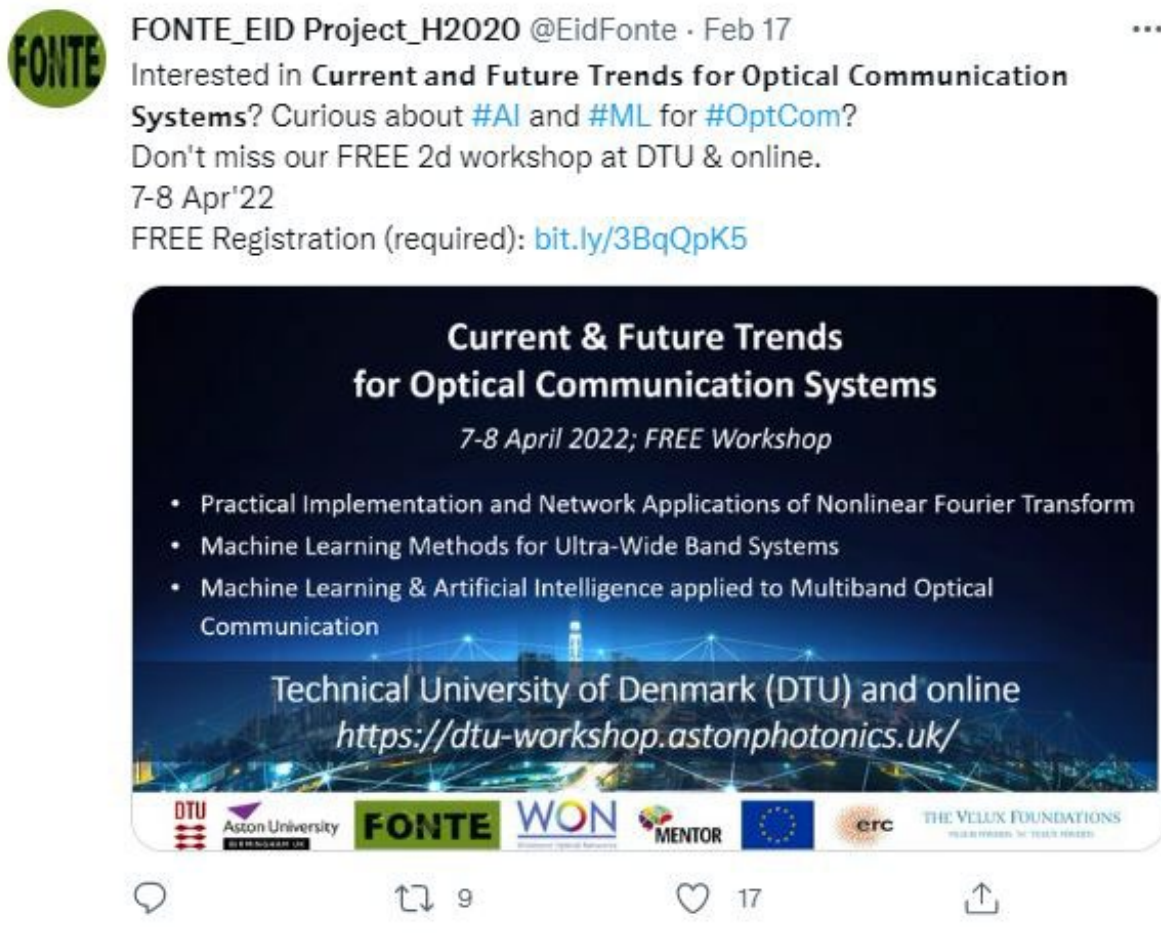 FONTE_EID Project_H2020 @EidFonte · Feb 17
Interested in Current and Future Trends for Optical Communication
Systems? Curious about #AI and #ML for #OptCom?
Don't miss our FREE 2d workshop at DTU & online.
7-8 Apr'22
FREE Registration (required): bit.ly/3BqQpK5
FONTE
Current & Future Trends
for Optical Communication Systems
7-8 April 2022; FREE Workshop
• Practical Implementation and Network Applications of Nonlinear Fourier Transform
• Machine Learning Methods for Ultra-Wide Band Systems
• Machine Learning & Artificial Intelligence applied to Multiband Optical
Communication
Technical University of Denmark (DTU) and online
https://dtu-workshop.astonphotonics.uk/
DTU
Aston University
BIRMINGHAM UK
FONTE
WON
MENTOR
erc
THE VELUX FOUNDATIONS
9
17